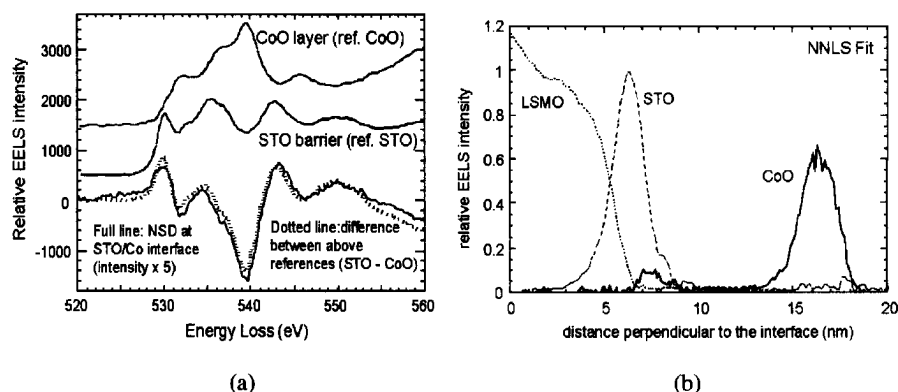 CoO layer (ref. CoO)
STO barrier (ref. STO)
Full line: NSD at
STO/Co interface
(intensity x 5)
Dotted line:difference
between above
references (STO - CoO)
Relative EELS intensity
3000
2000
1000
0
-1000
520
530
540
550
560
Energy Loss (eV)
(a)
NNLS Fit
LSMO
STO
CoO
relative EELS intensity
1.2
1
0.8
0.6
0.4
0.2
0
0
5
10
15
20
distance perpendicular to the interface (nm)
(b)